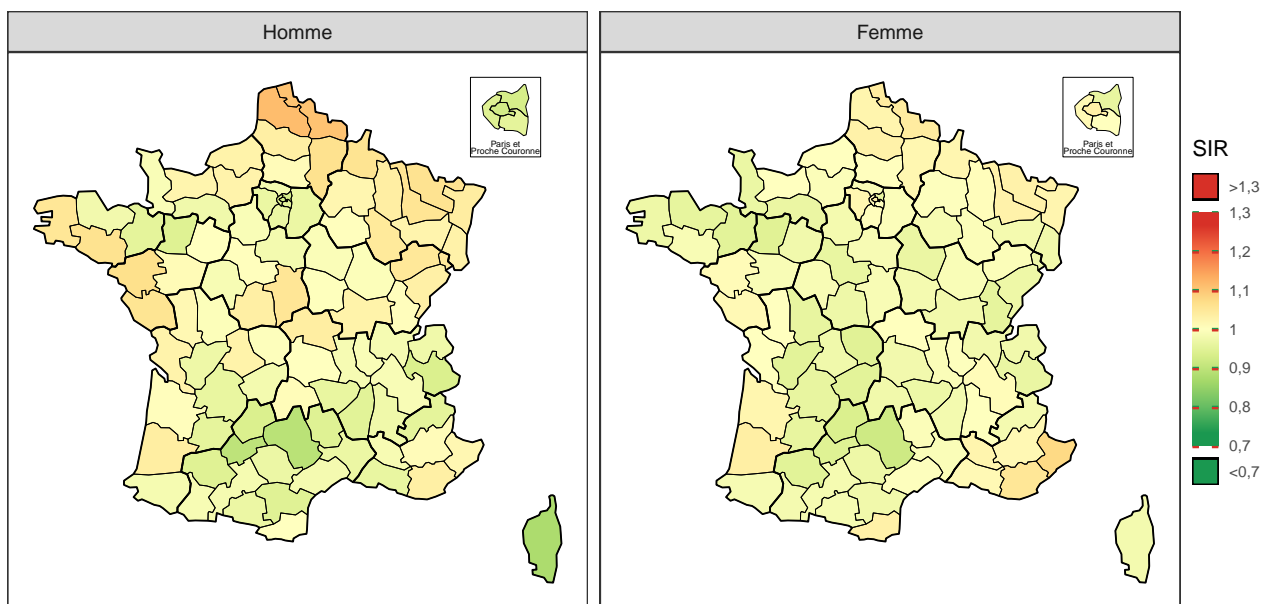 Homme
Femme
Paris et
Proche Couronne
Paris et
Proche Couronne
SIR
>1,3
1,3
1,2
1,1
1
0,9
0,8
0,7
<0,7